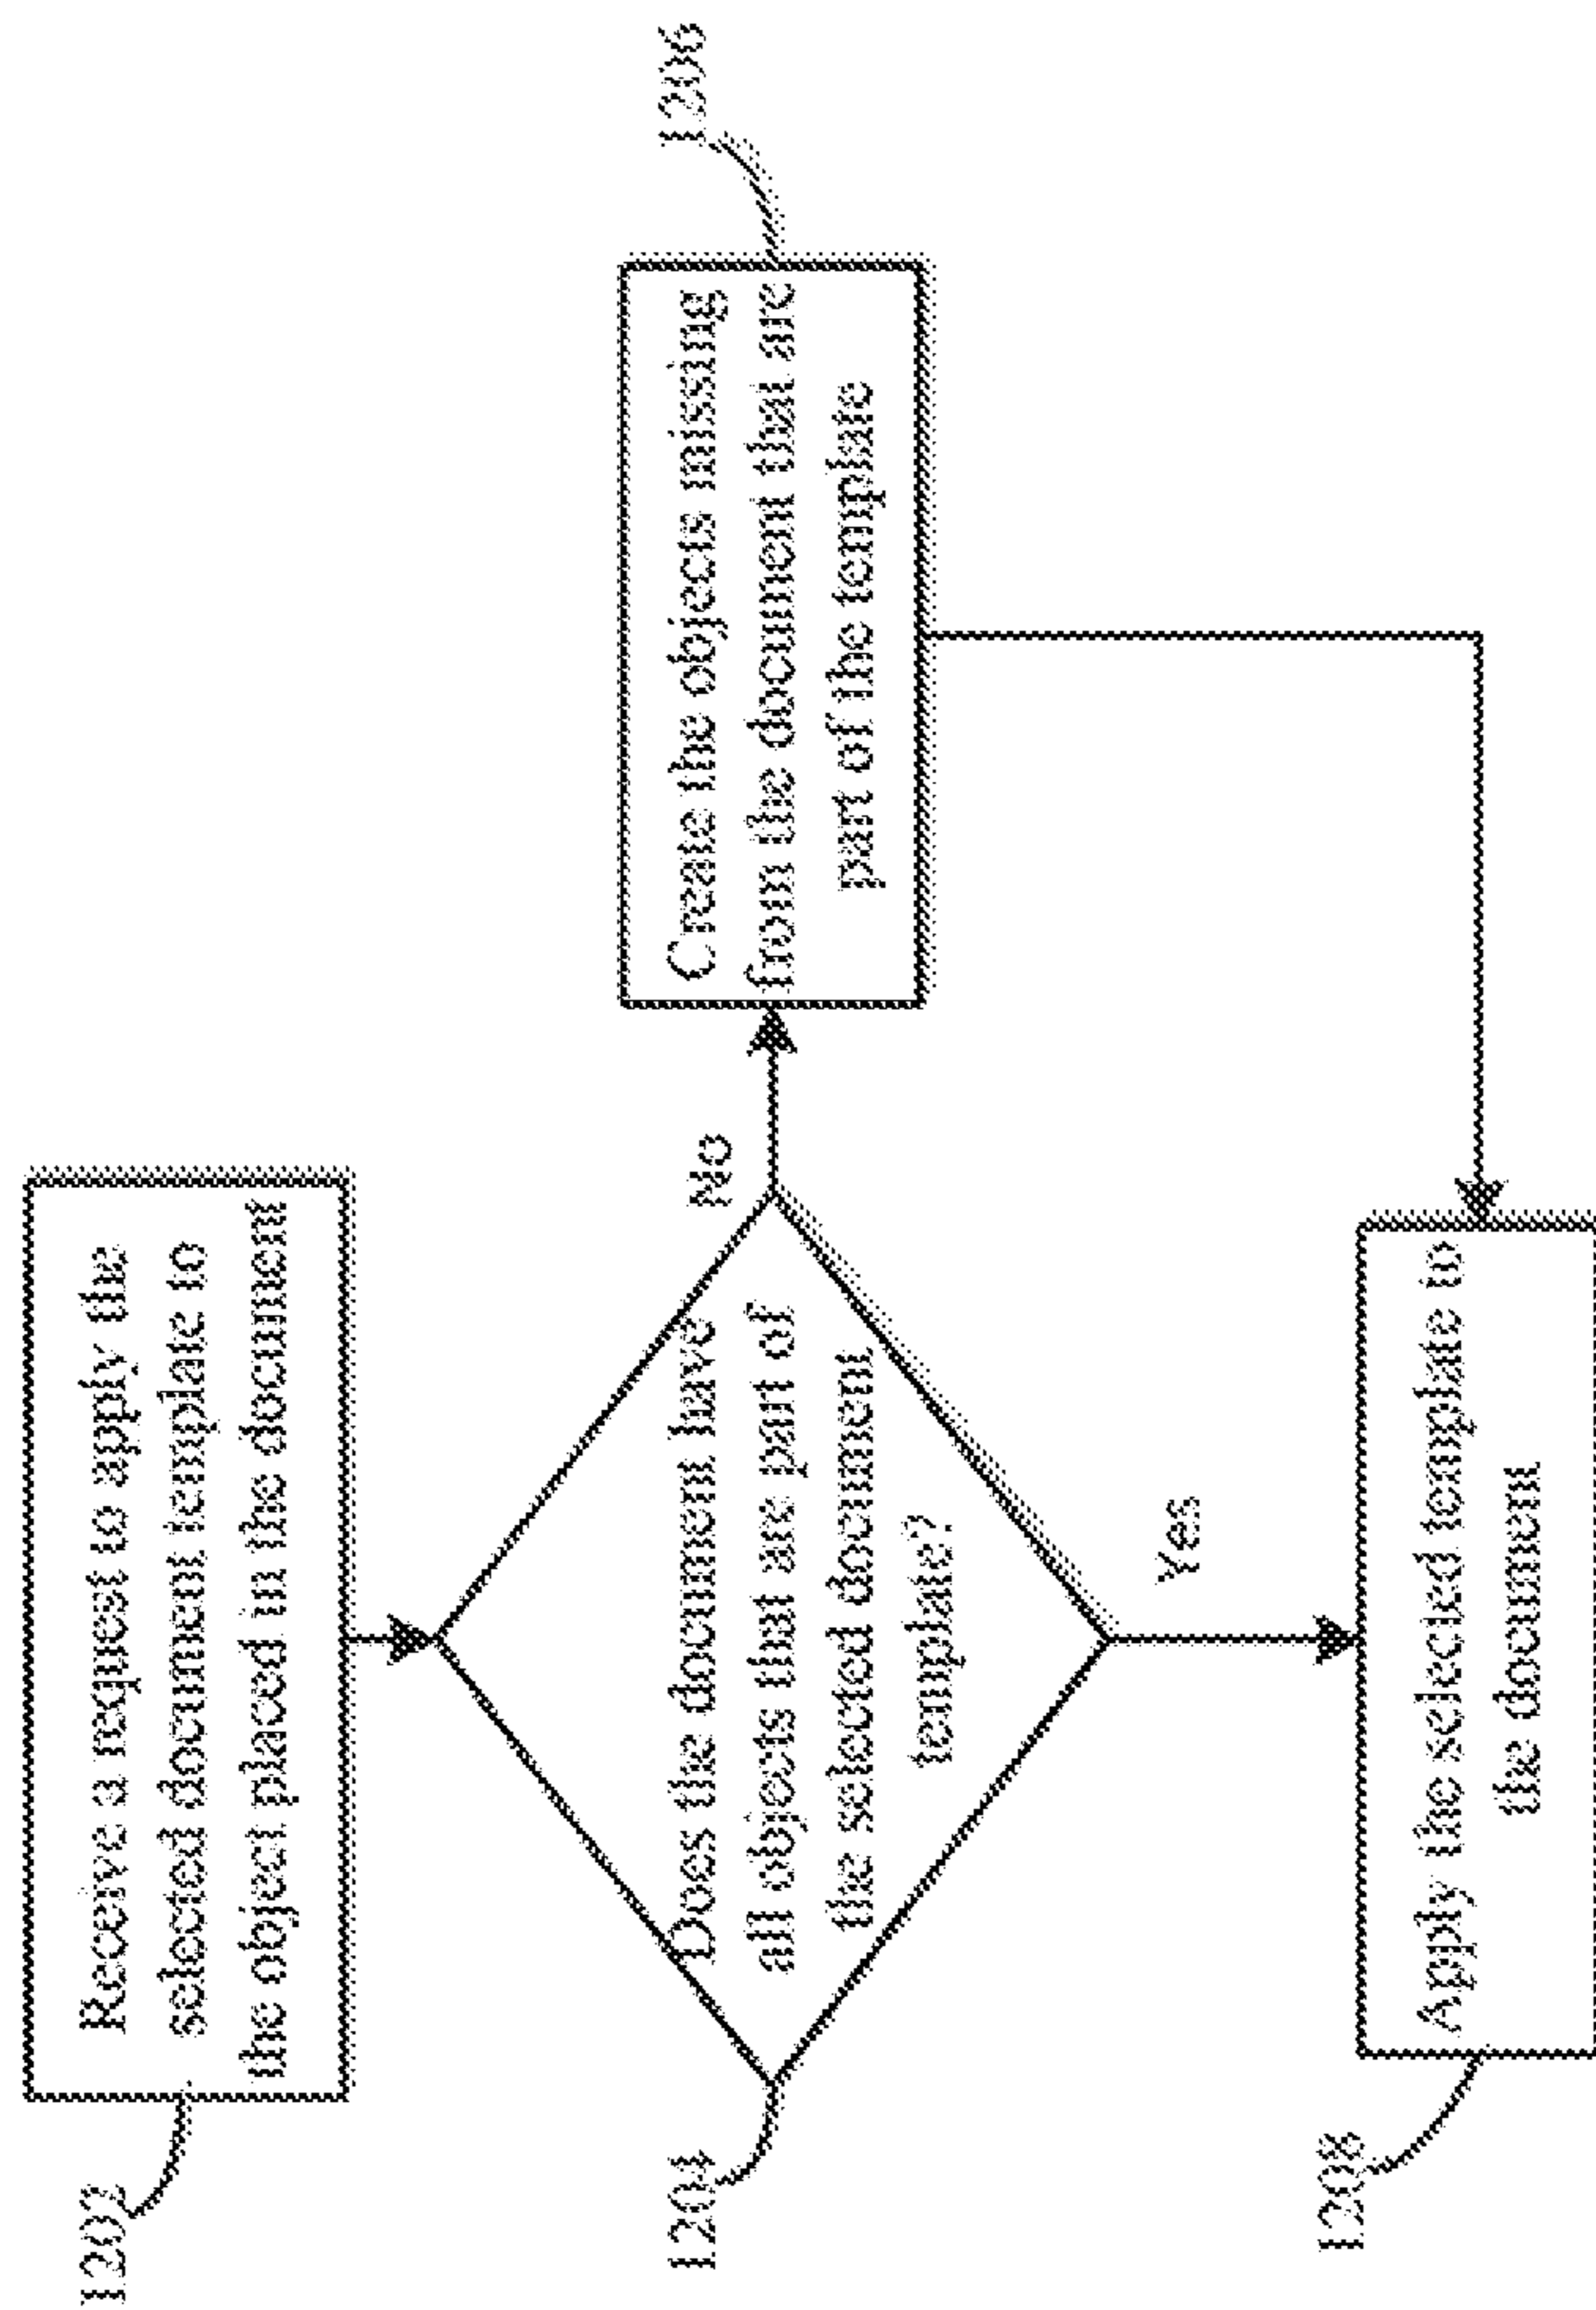 1202
Receive a request to apply the
selected document template to
the object placed in the document
1204
Does the document have
all objects that are part of
the selected document
template?
No
1206
Create the objects missing
from the document that are
part of the template
Yes
1208
Apply the selected template to
the document